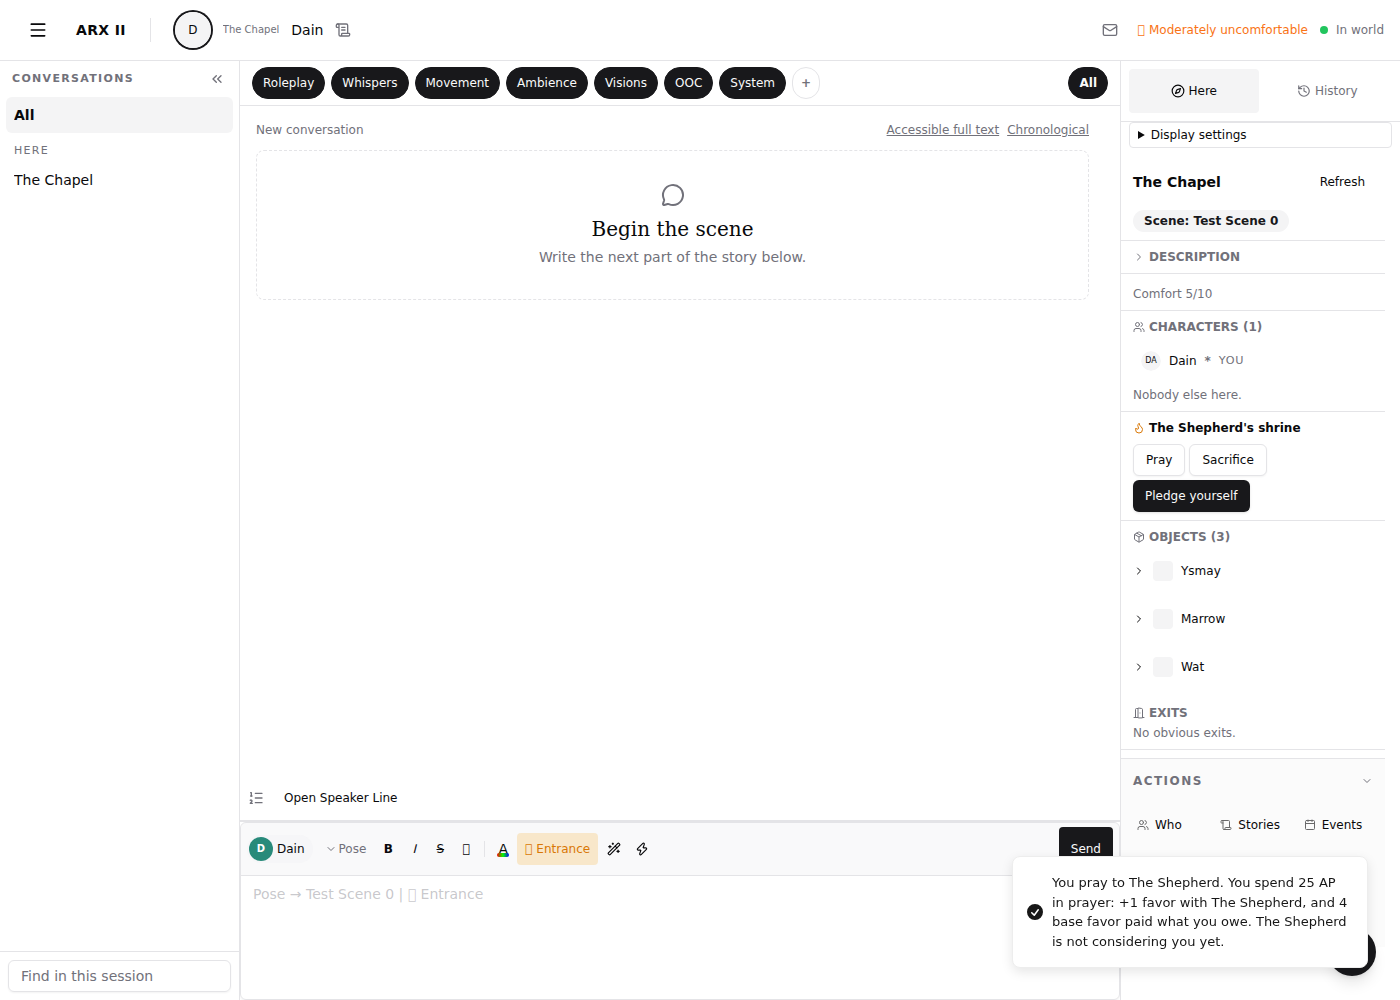 ARX II
D
The Chapel
Dain
Moderately uncomfortable
In world
CONVERSATIONS
All
HERE
The Chapel
Find in this session
Roleplay
Whispers
Movement
Ambience
Visions
OOC
System
+
All
New conversation
Accessible full text
Chronological
Begin the scene
Write the next part of the story below.
Open Speaker Line
D
Dain
Pose
B
I
S
A
Entrance
Send
Pose → Test Scene 0 | Entrance
Here
History
Display settings
The Chapel
Refresh
Scene: Test Scene 0
DESCRIPTION
Comfort 5/10
CHARACTERS (1)
DA
Dain * YOU
Nobody else here.
The Shepherd's shrine
Pray
Sacrifice
Pledge yourself
OBJECTS (3)
Ysmay
Marrow
Wat
EXITS
No obvious exits.
ACTIONS
Who
Stories
Events
You pray to The Shepherd. You spend 25 AP
in prayer: +1 favor with The Shepherd, and 4
base favor paid what you owe. The Shepherd
is not considering you yet.